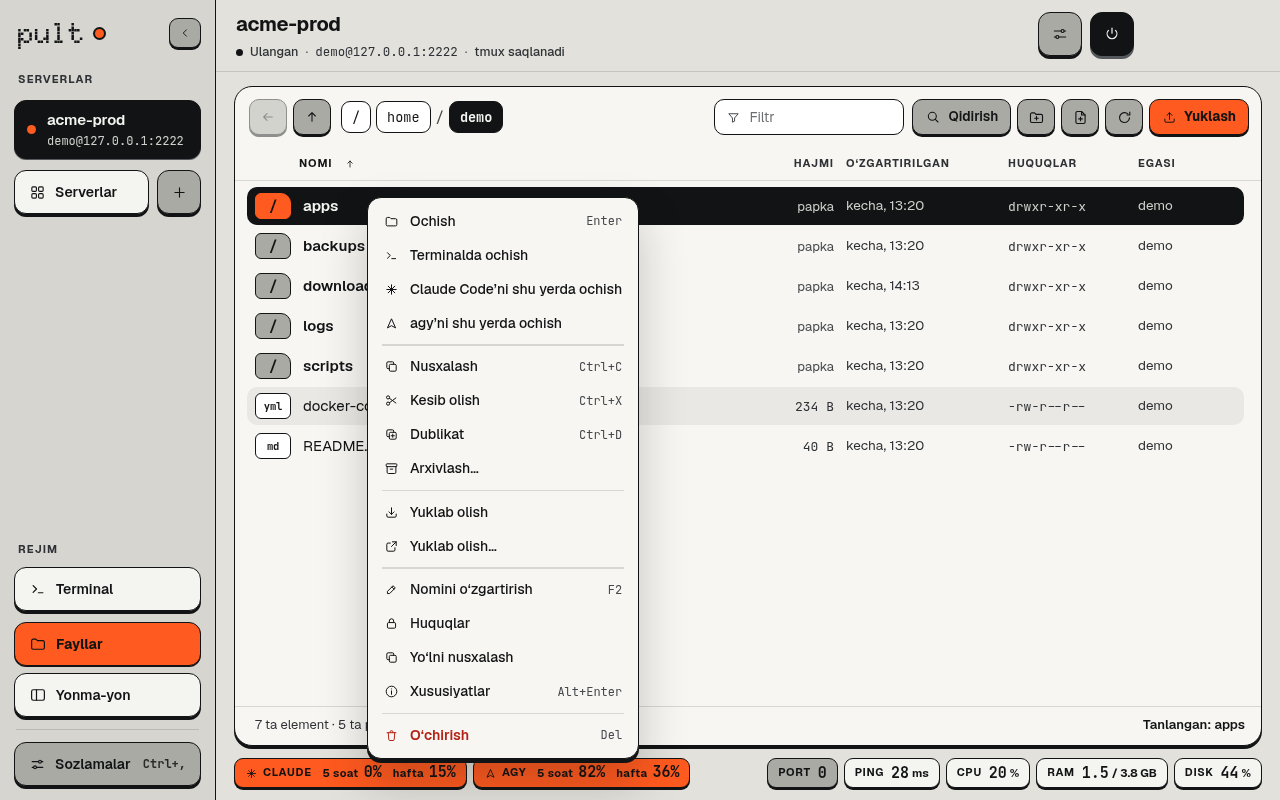 pult
SERVERLAR
acme-prod
demo@127.0.0.1:2222
Serverlar
REJIM
Terminal
Fayllar
Yonma-yon
Sozlamalar Ctrl+,
acme-prod
Ulangan · demo@127.0.0.1:2222 · tmux saqlanadi
/ home / demo
Filtr
Qidirish
Yuklash
NOMI ↑ HAJMI OʻZGARTIRILGAN HUQUQLAR EGASI
/ apps papka kecha, 13:20 drwxr-xr-x demo
/ backups papka kecha, 13:20 drwxr-xr-x demo
/ downloa papka kecha, 14:13 drwxr-xr-x demo
/ logs papka kecha, 13:20 drwxr-xr-x demo
/ scripts papka kecha, 13:20 drwxr-xr-x demo
yml docker-c 234 B kecha, 13:20 -rw-r--r-- demo
md README. 40 B kecha, 13:20 -rw-r--r-- demo
Ochish Enter
Terminalda ochish
Claude Code’ni shu yerda ochish
agy’ni shu yerda ochish
Nusxalash Ctrl+C
Kesib olish Ctrl+X
Dublikat Ctrl+D
Arxivlash…
Yuklab olish
Yuklab olish…
Nomini oʻzgartirish F2
Huquqlar
Yoʻlni nusxalash
Xususiyatlar Alt+Enter
Oʻchirish Del
7 ta element · 5 ta
Tanlangan: apps
CLAUDE 5 soat 0% hafta 15%
AGY 5 soat 82% hafta 36%
PORT 0
PING 28 ms
CPU 20 %
RAM 1.5 / 3.8 GB
DISK 44 %